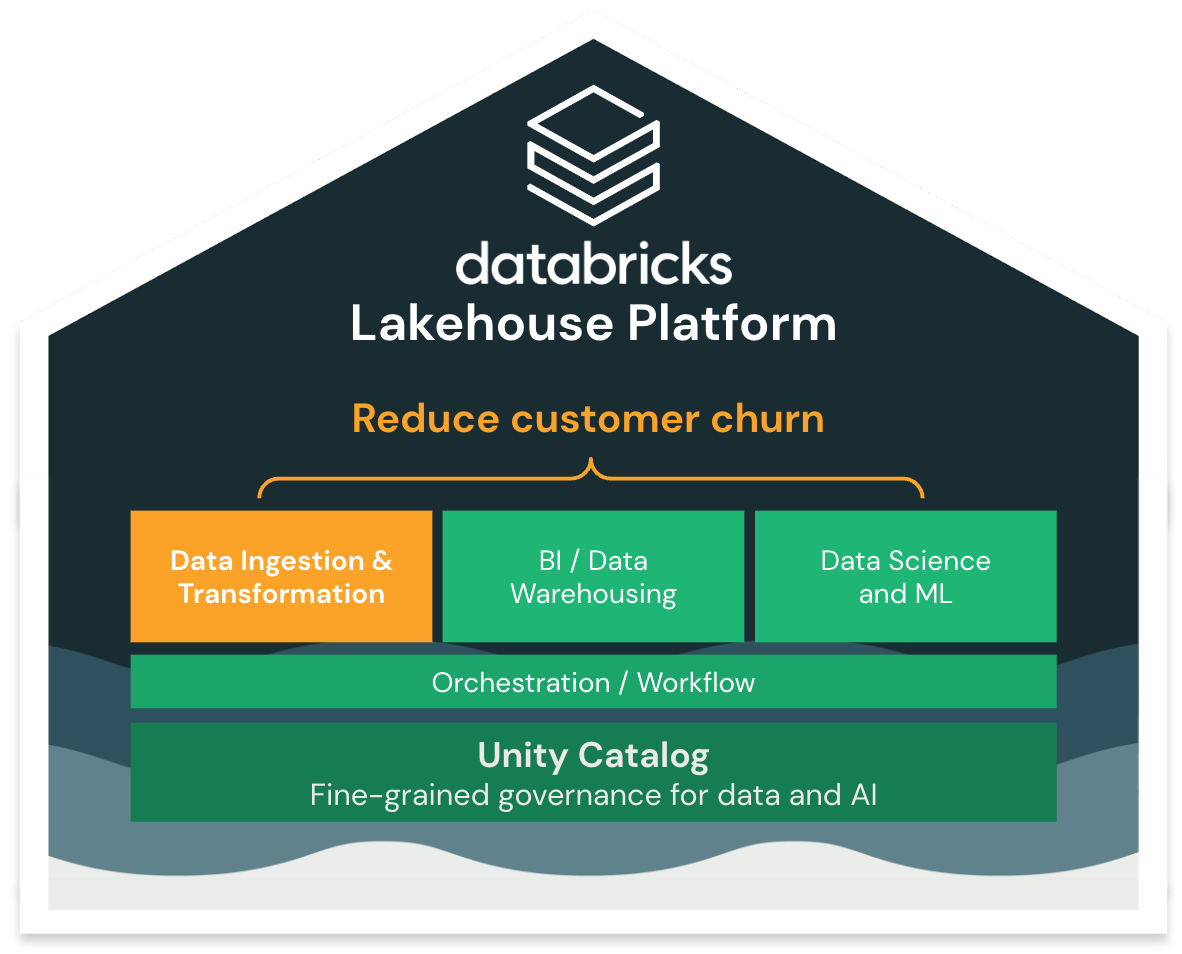 databricks
Lakehouse Platform
Reduce customer churn
Data Ingestion &
Transformation
BI / Data
Warehousing
Data Science
and ML
Orchestration / Workflow
Unity Catalog
Fine-grained governance for data and AI